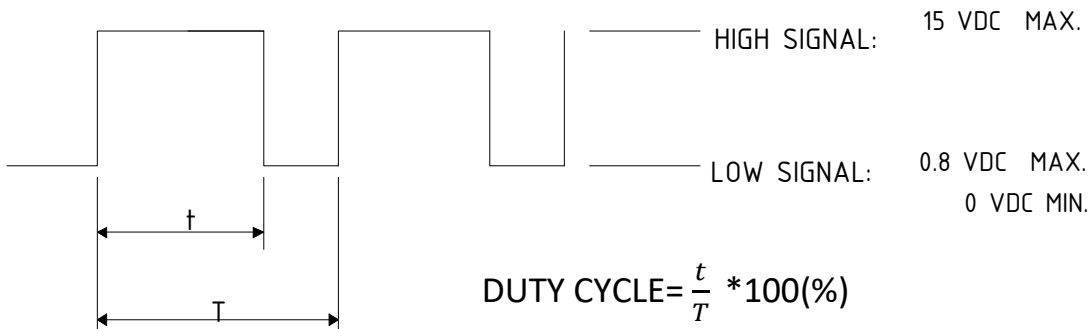 HIGH SIGNAL: 15 VDC MAX.
LOW SIGNAL: 0.8 VDC MAX.
0 VDC MIN.
t
T
DUTY CYCLE= t/T *100(%)